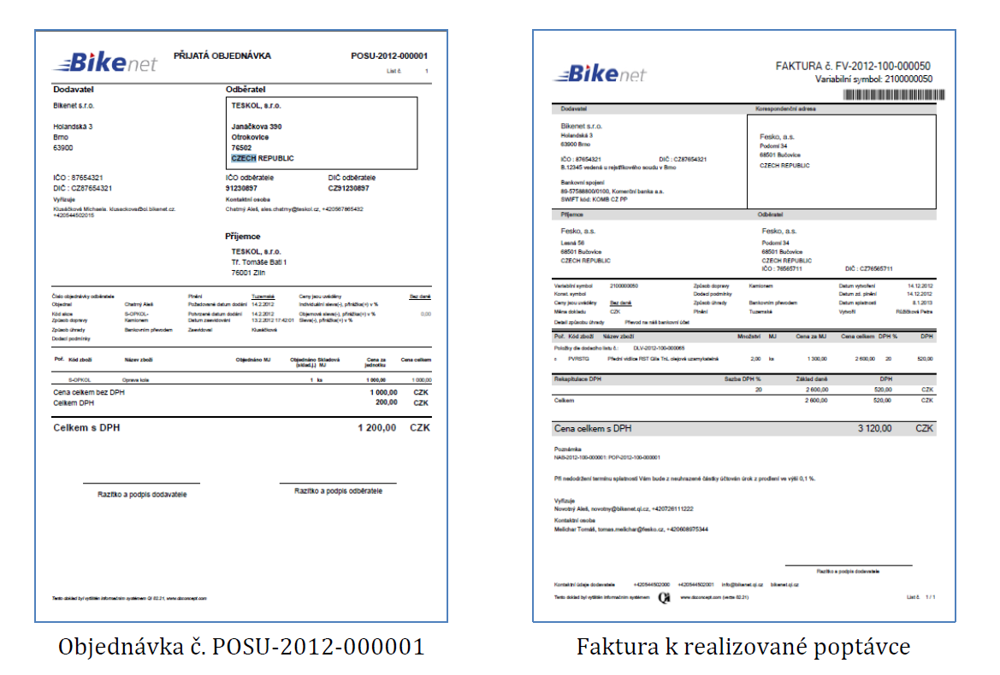 Bikenet
PŘIJATÁ OBJEDNÁVKA POSU-2012-000001
List č. 1
Dodavatel Odběratel
Bikenet s.r.o. TESKOL, s.r.o.
Holandská 3 Janáčkova 390
Brno Otrokovice
63900 76502
CZECH REPUBLIC
IČO : 87654321 IČO odběratele DIČ odběratele
DIČ : CZ87654321 91230897 CZ91230897
Vyřizuje Kontaktní osoba
Klusáčková Michaela, klusackova@qi.bikenet.cz, Chatrný Aleš, ales.chatrny@teskol.cz, +420567865432
+420544502015
Příjemce
TESKOL, s.r.o.
Tř. Tomáše Bati 1
76001 Zlín
Číslo objednávky odběratele Plnění Tuzemské Ceny jsou uváděny Bez daně
Objednal Chatrný Aleš Požadované datum dodání 14.2.2012 Individuální sleva(-), přirážka(+) v %
Kód akce S-OPKOL- Potvrzené datum dodání 14.2.2012 Objemová sleva(-), přirážka(+) v % 0,00
Způsob dopravy Kamionem Datum zaevidování 13.2.2012 17:42:01 Sleva(-), přirážka(+) v %
Způsob úhrady Bankovním převodem Zaevidoval Klusáčková
Dodací podmínky
Poř. Kód zboží Název zboží Objednáno MJ Objednáno Skladová Cena za Cena celkem
(sklad.j.) MJ jednotku
S-OPKOL Oprava kola 1 ks 1 000,00 1 000,00
Cena celkem bez DPH 1 000,00 CZK
Celkem DPH 200,00 CZK
Celkem s DPH 1 200,00 CZK
Razítko a podpis dodavatele Razítko a podpis odběratele
Tento doklad byl vytištěn informačním systémem QI 82.21, www.dcconcept.com
Objednávka č. POSU-2012-000001
Bikenet
FAKTURA č. FV-2012-100-000050
Variabilní symbol: 2100000050
Dodavatel Korespondenční adresa
Bikenet s.r.o.
Holandská 3 Fesko, a.s.
63900 Brno Podomí 34
68501 Bučovice
IČO : 87654321 DIČ : CZ87654321 CZECH REPUBLIC
B.12345 vedená u rejstříkového soudu v Brno
Bankovní spojení
89-57588800/0100, Komerční banka a.s.
SWIFT kód: KOMB CZ PP
Příjemce Odběratel
Fesko, a.s. Fesko, a.s.
Lesná 56 Podomí 34
68501 Bučovice 68501 Bučovice
CZECH REPUBLIC CZECH REPUBLIC
IČO : 76565711 DIČ : CZ76565711
Variabilní symbol 2100000050 Způsob dopravy Kamionem Datum vytvoření 14.12.2012
Konst. symbol Dodací podmínky Datum zd. plnění 14.12.2012
Ceny jsou uváděny Bez daně Způsob úhrady Bankovním převodem Datum splatnosti 8.1.2013
Měna dokladu CZK Plnění Tuzemské Vytvořil Růžičková Petra
Detail způsobu úhrady Převod na náš bankovní účet
Poř. Kód zboží Název zboží Množství MJ Cena za MJ Cena celkem DPH % DPH
Položky dle dodacího listu č.: DLV-2012-100-000065
PVRSTG Přední vidlice RST Gila TnL olejová uzamykatelná 2,00 ks 1 300,00 2 600,00 20 520,00
Rekapitulace DPH Sazba DPH % Základ daně DPH
20 2 600,00 520,00 CZK
Celkem 2 600,00 520,00 CZK
Cena celkem s DPH 3 120,00 CZK
Poznámka
NAB-2012-100-000001: POP-2012-100-000001
Při nedodržení termínu splatnosti Vám bude z neuhrazené částky účtován úrok z prodlení ve výši 0,1 %.
Vyřizuje
Novotný Aleš, novotny@bikenet.qi.cz, +420726111222
Kontaktní osoba
Melichar Tomáš, tomas.melichar@fesko.cz, +420608975344
Razítko a podpis dodavatele
Kontaktní údaje dodavatele +420544502000 +420544502001 info@bikenet.qi.cz bikenet.qi.cz
Tento doklad byl vytištěn informačním systémem Qi www.dcconcept.com (verze 82.21) List č. 1 / 1
Faktura k realizované poptávce